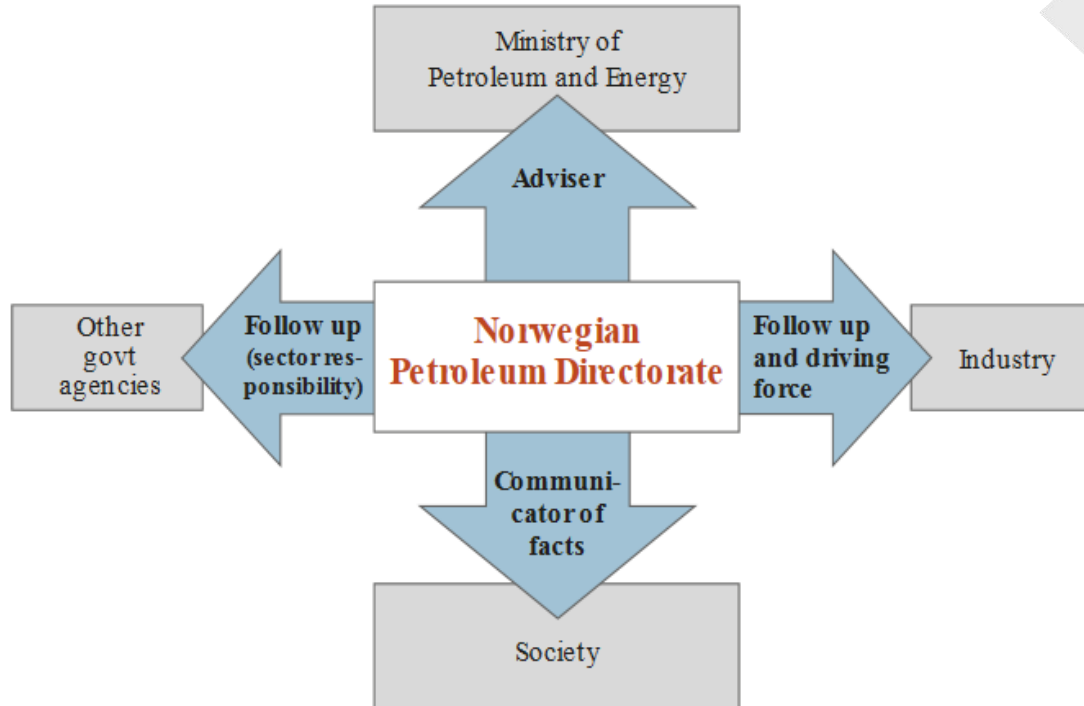 Ministry of
Petroleum and Energy
Adviser
Other
govt
agencies
Follow up
(sector res-
ponsibility)
Norwegian
Petroleum Directorate
Follow up
and driving
force
Industry
Communi-
cator of
facts
Society